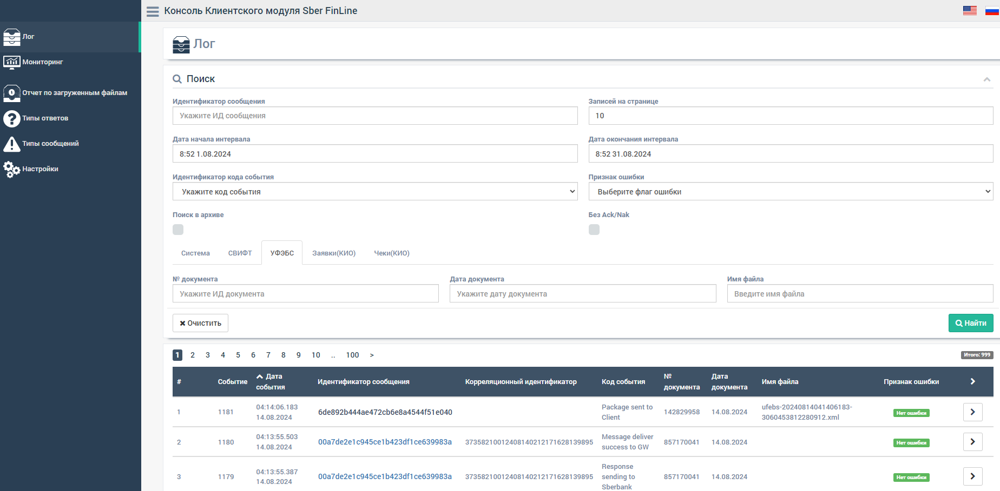 Консоль Клиентского модуля Sber FinLine
Лог
Мониторинг
Отчет по загруженным файлам
Типы ответов
Типы сообщений
Настройки
Лог
Поиск
Идентификатор сообщения
Записей на странице
Укажите ИД сообщения
10
Дата начала интервала
Дата окончания интервала
8:52 1.08.2024
8:52 31.08.2024
Идентификатор кода события
Признак ошибки
Укажите код события
Выберите флаг ошибки
Поиск в архиве
Без Ack/Nak
Система СВИФТ УФЭБС Заявки(КИО) Чеки(КИО)
№ документа
Дата документа
Имя файла
Укажите ИД документа
Укажите дату документа
Введите имя файла
Очистить
Найти
1 2 3 4 5 6 7 8 9 10 .. 100 >
Итого: 999
# Событие Дата события Идентификатор сообщения Корреляционный идентификатор Код события № документа Дата документа Имя файла Признак ошибки
1 1181 04:14:06.183 14.08.2024 6de892b444ae472cb6e8a4544f51e040 Package sent to Client 142829958 14.08.2024 ufebs-20240814041406183-3060453812280912.xml Нет ошибки
2 1180 04:13:55.503 14.08.2024 00a7de2e1c945ce1b423df1ce639983a 37358210012408140212171628139895 Message deliver success to GW 857170041 14.08.2024 Нет ошибки
3 1179 04:13:55.387 14.08.2024 00a7de2e1c945ce1b423df1ce639983a 37358210012408140212171628139895 Response sending to Sberbank 857170041 14.08.2024 Нет ошибки